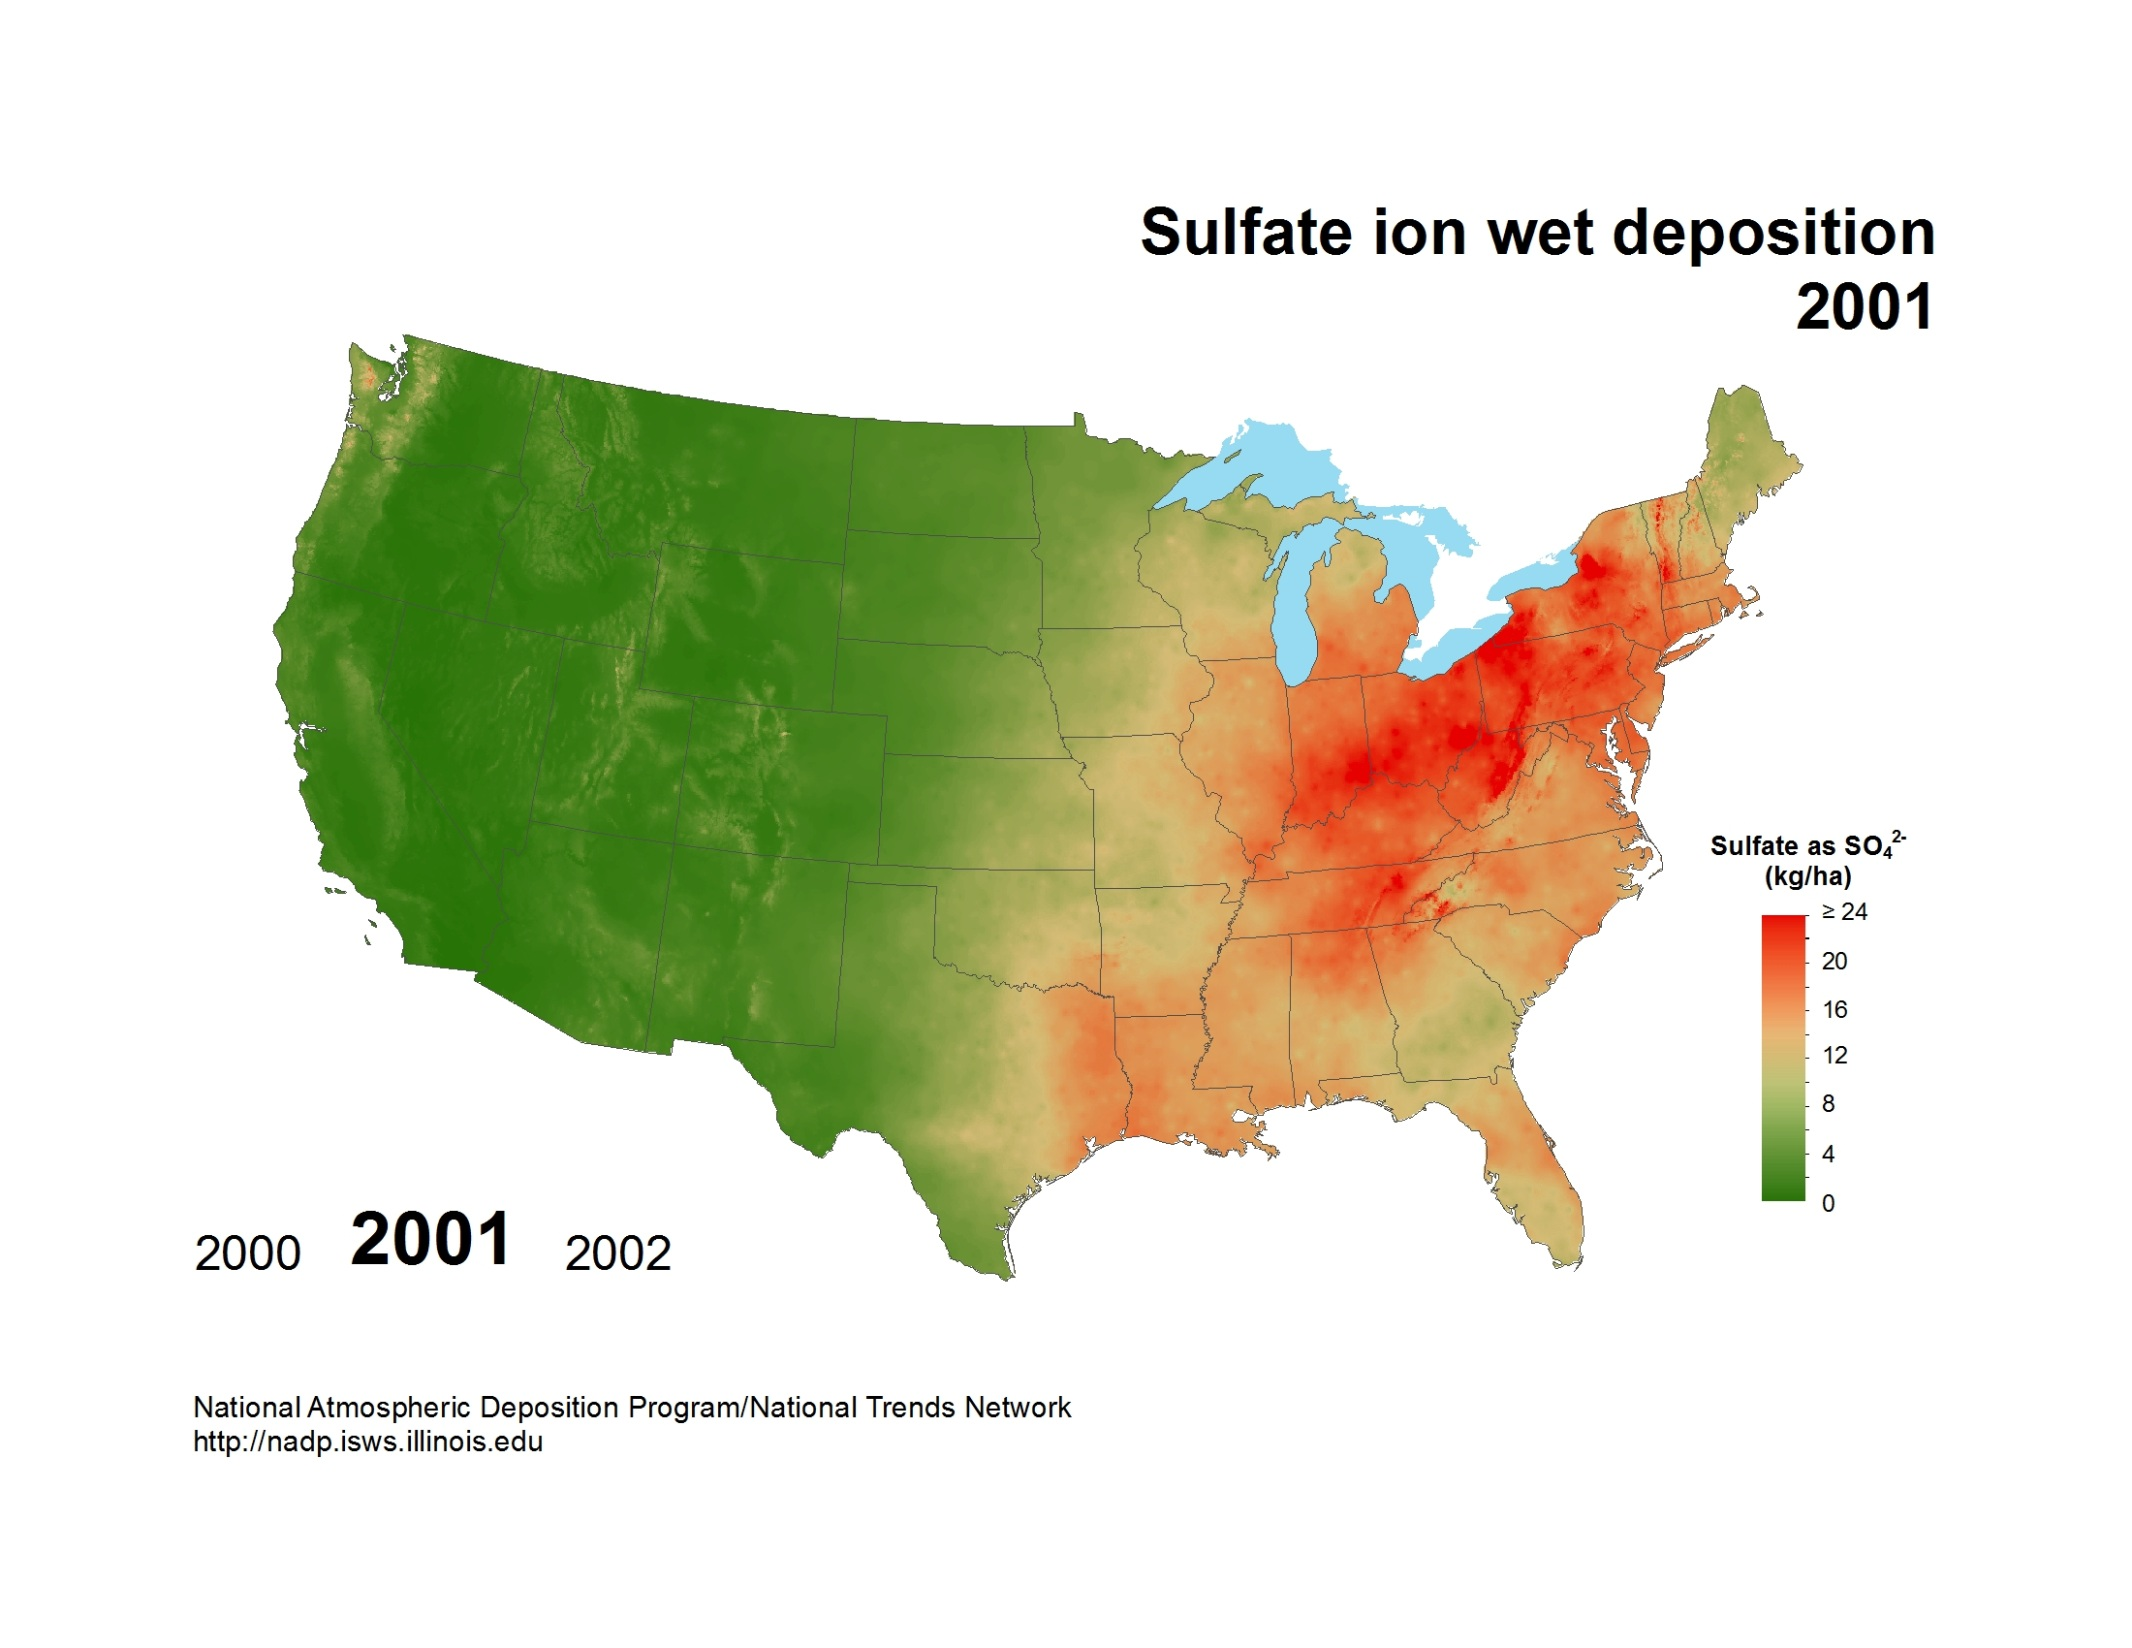 Sulfate ion wet deposition
2001
Sulfate as SO₄²⁻
(kg/ha)
≥ 24
20
16
12
8
4
0
2000 2001 2002
National Atmospheric Deposition Program/National Trends Network
http://nadp.isws.illinois.edu